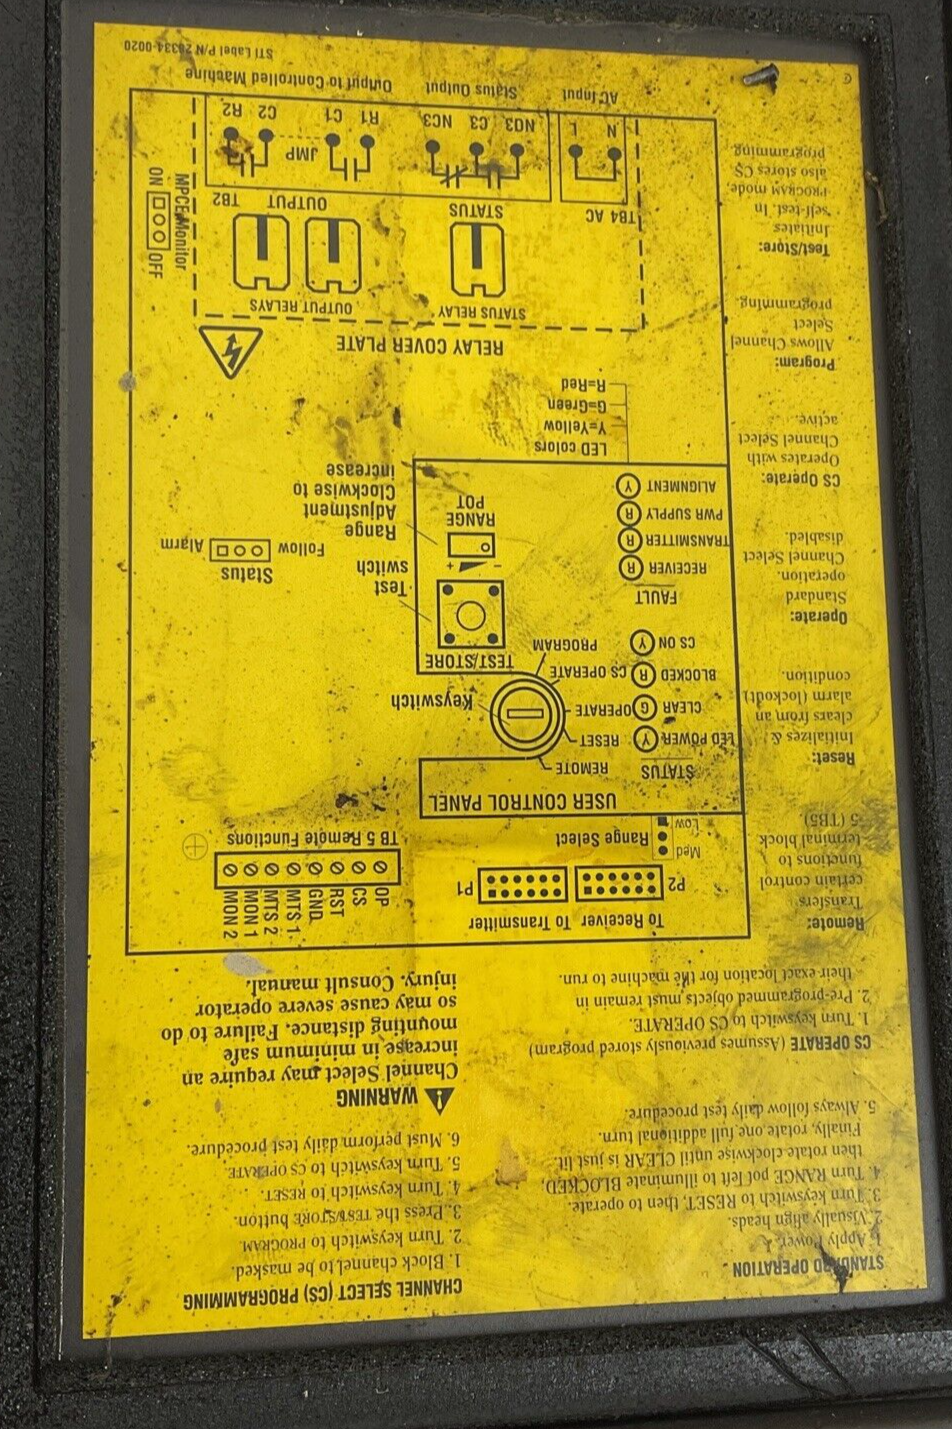 STANDARD OPERATION
1. Apply Power.
2. Visually align heads.
3. Turn keyswitch to RESET, then to operate.
4. Turn RANGE pot left to illuminate BLOCKED,
then rotate clockwise until CLEAR is just lit.
Finally, rotate one full additional turn.
5. Always follow daily test procedure.
CS OPERATE (Assumes previously stored program)
1. Turn keyswitch to CS OPERATE.
2. Pre-programmed objects must remain in
their exact location for the machine to run.
CHANNEL SELECT (CS) PROGRAMMING
1. Block channel to be masked.
2. Turn keyswitch to PROGRAM.
3. Press the TEST/STORE button.
4. Turn keyswitch to RESET.
5. Turn keyswitch to CS OPERATE.
6. Must perform daily test procedure.
WARNING
Channel Select may require an
increase in minimum safe
mounting distance. Failure to do
so may cause severe operator
injury. Consult manual.
Remote:
Transfers
certain control
functions to
terminal block
5 (TB5)
Reset:
Initializes &
clears from an
alarm (lockout)
condition.
Operate:
Standard
operation.
Channel Select
disabled.
CS Operate:
Operates with
Channel Select
active.
Program:
Allows Channel
Select
programming.
Test/Store:
Initiates
self-test. In
PROGRAM mode,
also stores CS
programming.
To Receiver To Transmitter
P2
P1
Med
Low
Range Select
OP
CS
RST
GND
MTS 1
MTS 2
MON 1
MON 2
TB 5 Remote Functions
USER CONTROL PANEL
STATUS
LED POWER Y
CLEAR G
BLOCKED R
CS ON Y
FAULT
RECEIVER R
TRANSMITTER R
PWR SUPPLY R
ALIGNMENT Y
REMOTE
RESET
OPERATE
CS OPERATE
PROGRAM
Keyswitch
TEST/STORE
Test
switch
- +
RANGE
POT
Range
Adjustment
Clockwise to
Increase
Status
Follow
Alarm
LED colors
Y=Yellow
G=Green
R=Red
RELAY COVER PLATE
STATUS RELAY
OUTPUT RELAYS
STATUS
OUTPUT
TB4 AC
TB2
N L
NO3 C3 NC3
R1 C1 JMP C2 R2
MPCE Monitor
OFF
ON
AC Input
Status Output
Output to Controlled Machine
STI Label P/N 28334-0020
©